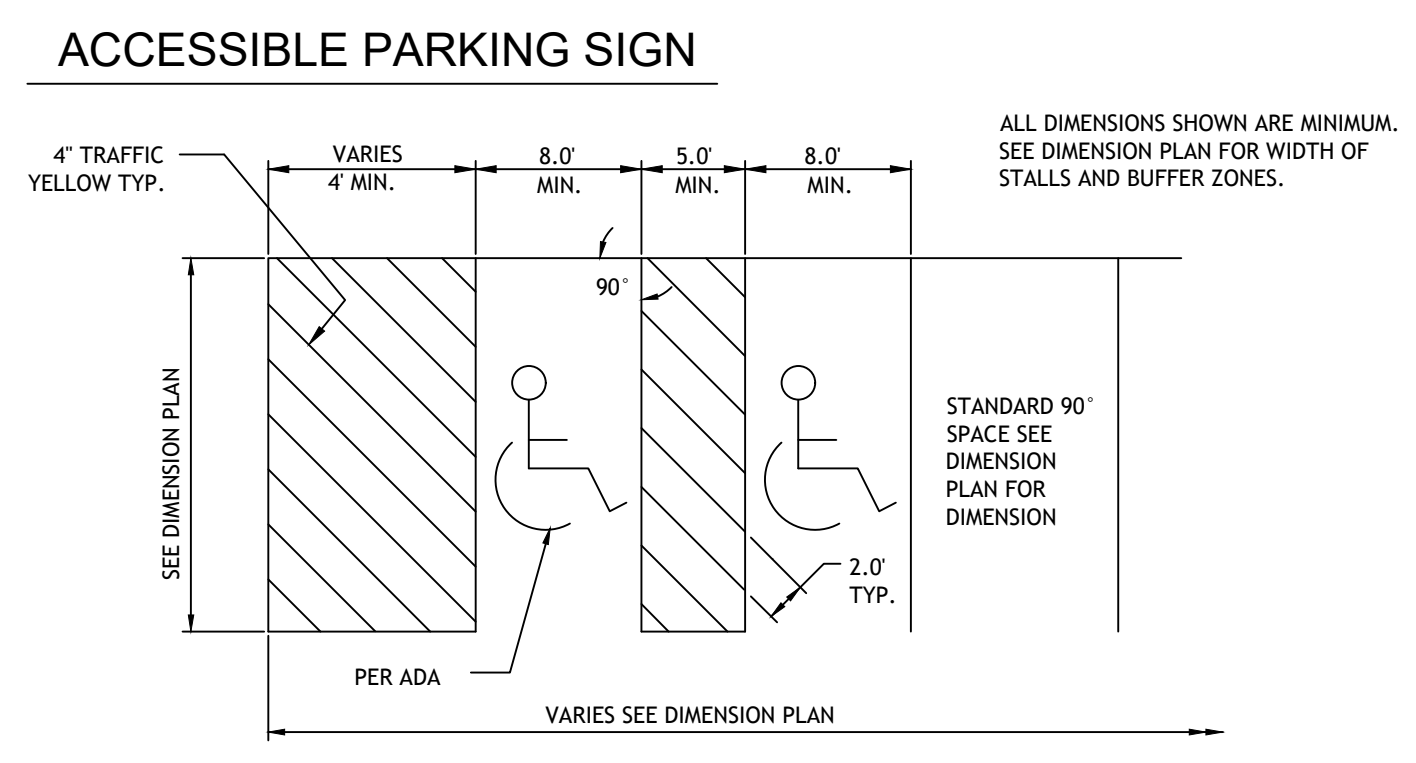 ACCESSIBLE PARKING SIGN
ALL DIMENSIONS SHOWN ARE MINIMUM.
SEE DIMENSION PLAN FOR WIDTH OF
STALLS AND BUFFER ZONES.
4" TRAFFIC
YELLOW TYP.
VARIES
4' MIN.
8.0'
MIN.
5.0'
MIN.
8.0'
MIN.
90°
SEE DIMENSION PLAN
STANDARD 90°
SPACE SEE
DIMENSION
PLAN FOR
DIMENSION
2.0'
TYP.
PER ADA
VARIES SEE DIMENSION PLAN